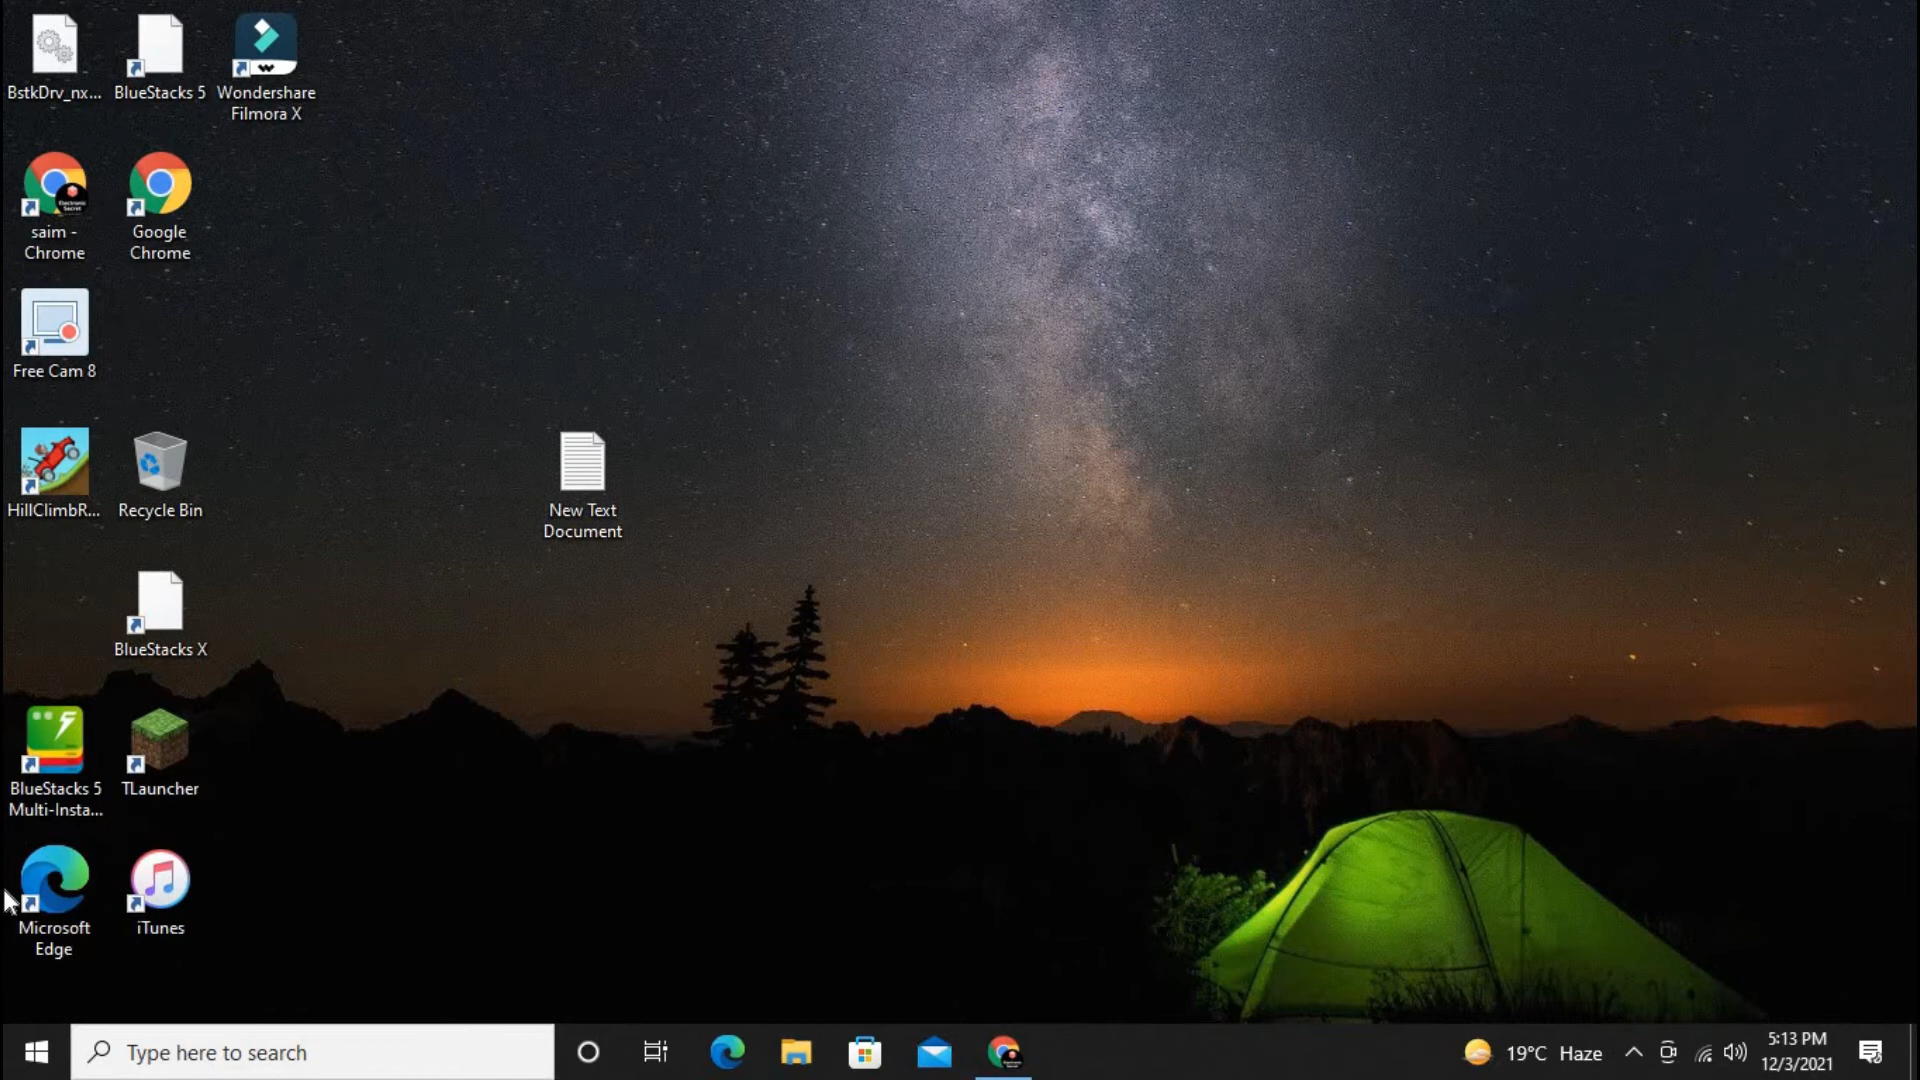 BstkDrv_nx...
BlueStacks 5
Wondershare
Filmora X
saim -
Chrome
Google
Chrome
Free Cam 8
HillClimbR...
Recycle Bin
New Text
Document
BlueStacks X
BlueStacks 5
Multi-Insta...
TLauncher
Microsoft
Edge
iTunes
Type here to search
19°C Haze
5:13 PM
12/3/2021